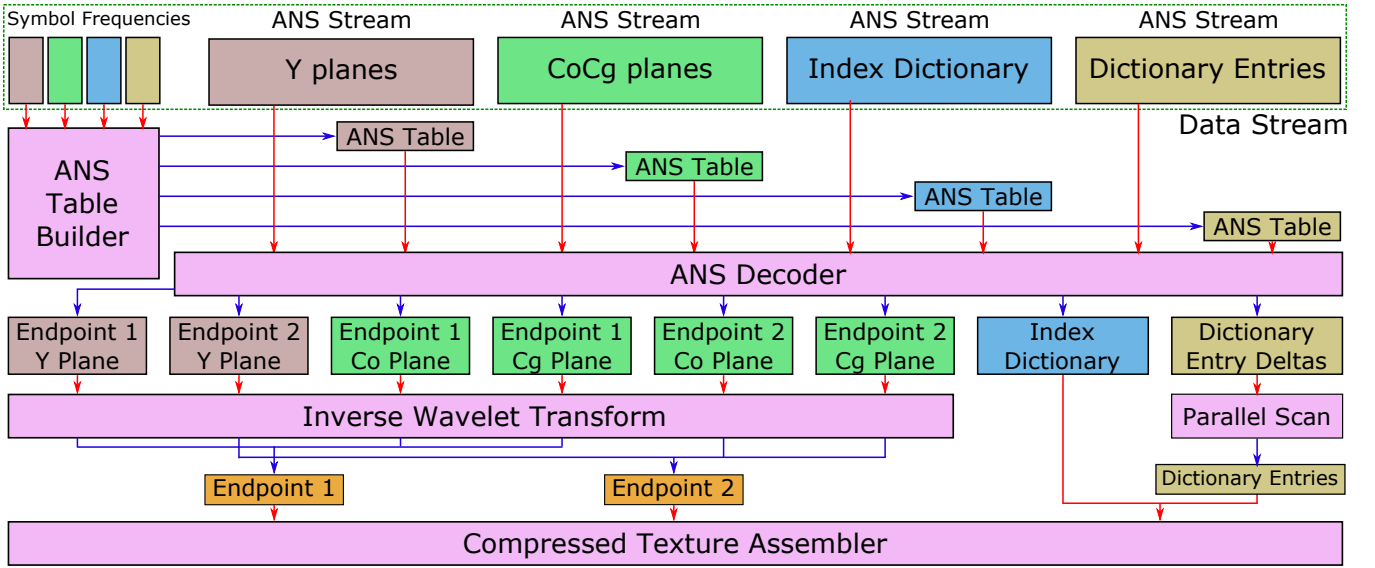 Symbol Frequencies
ANS Stream
ANS Stream
ANS Stream
ANS Stream
Y planes
CoCg planes
Index Dictionary
Dictionary Entries
Data Stream
ANS
Table
Builder
ANS Table
ANS Table
ANS Table
ANS Table
ANS Decoder
Endpoint 1
Y Plane
Endpoint 2
Y Plane
Endpoint 1
Co Plane
Endpoint 1
Cg Plane
Endpoint 2
Co Plane
Endpoint 2
Cg Plane
Index
Dictionary
Dictionary
Entry Deltas
Inverse Wavelet Transform
Parallel Scan
Dictionary Entries
Endpoint 1
Endpoint 2
Compressed Texture Assembler